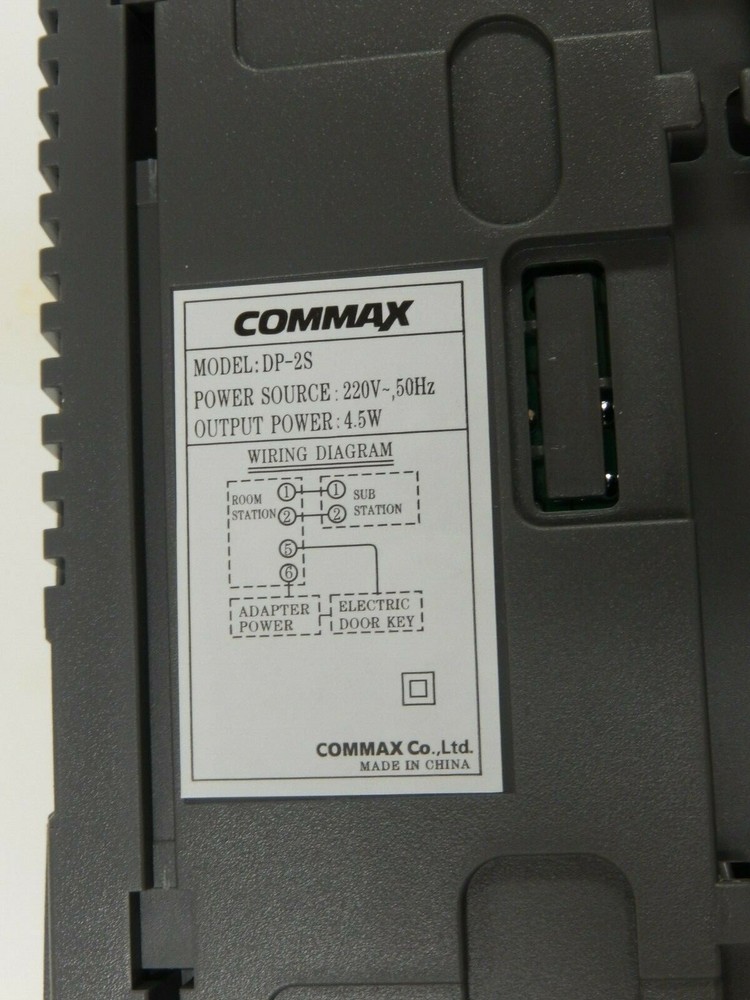 COMMAX
MODEL: DP-2S
POWER SOURCE: 220V~,50Hz
OUTPUT POWER: 4.5W
WIRING DIAGRAM
ROOM ① ① SUB
STATION ② ② STATION
⑤
⑥
ADAPTER ELECTRIC
POWER DOOR KEY
COMMAX Co.,Ltd.
MADE IN CHINA